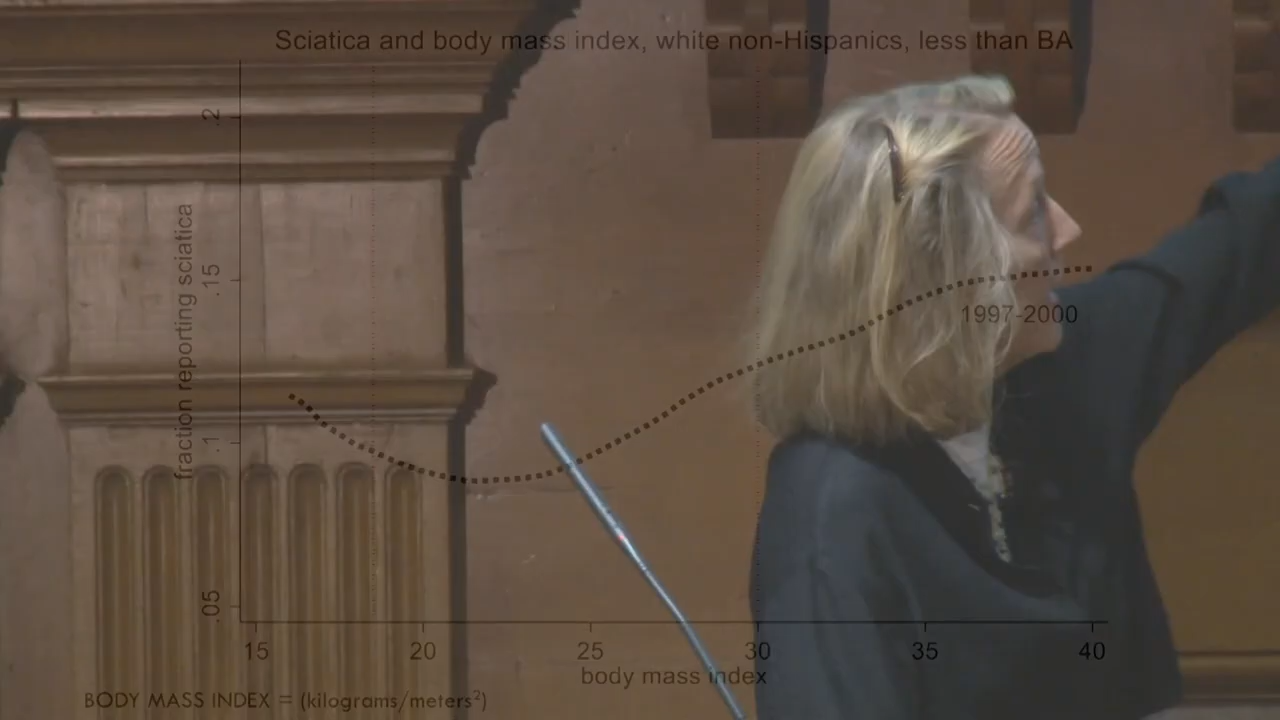 Sciatica and body mass index, white non-Hispanics, less than BA
fraction reporting sciatica
.2
.15
.1
.05
1997-2000
15 20 25 30 35 40
body mass index
BODY MASS INDEX = (kilograms/meters²)